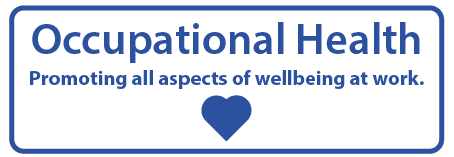 Occupational Health
Promoting all aspects of wellbeing at work.